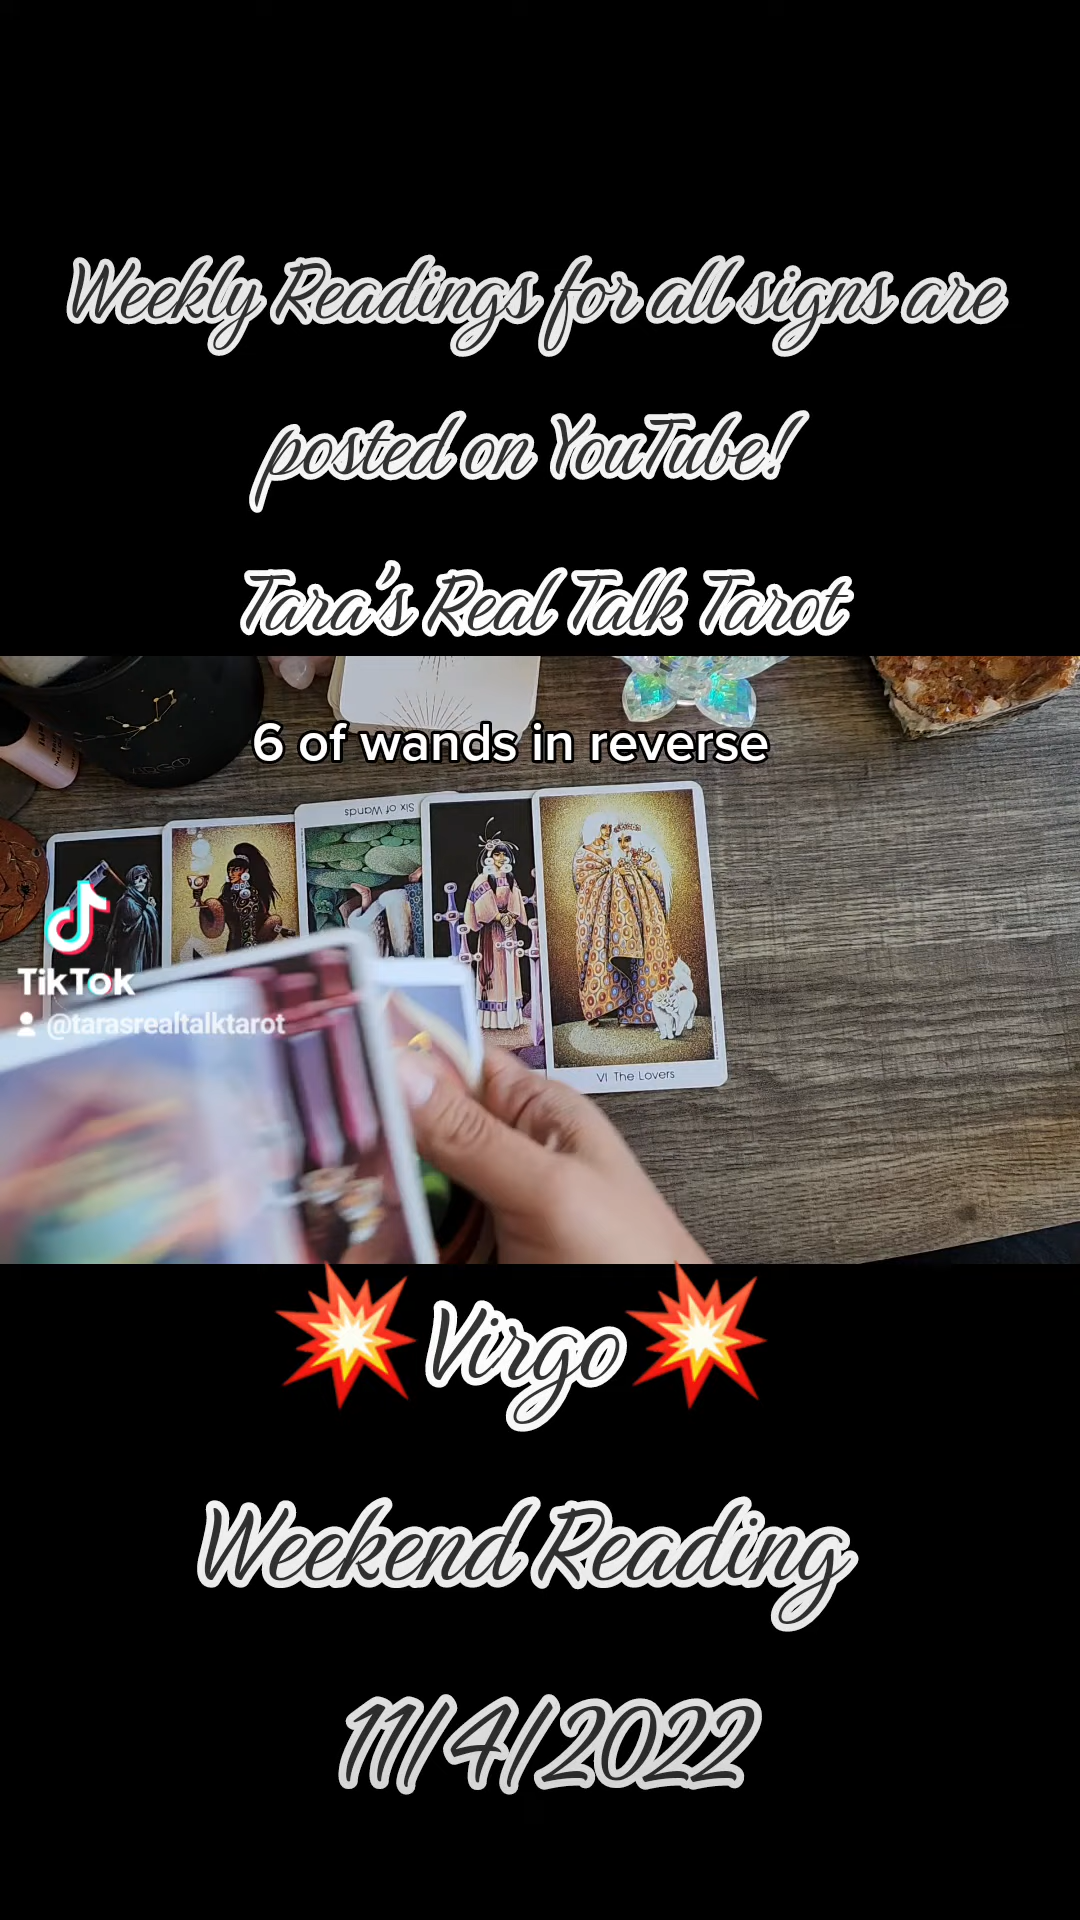 Weekly Readings for all signs are
posted on YouTube!
Tara's Real Talk Tarot
6 of wands in reverse
VIRGO
Six of Wands
TikTok
@tarasrealtalktarot
VI The Lovers
Virgo
Weekend Reading
11/4/2022